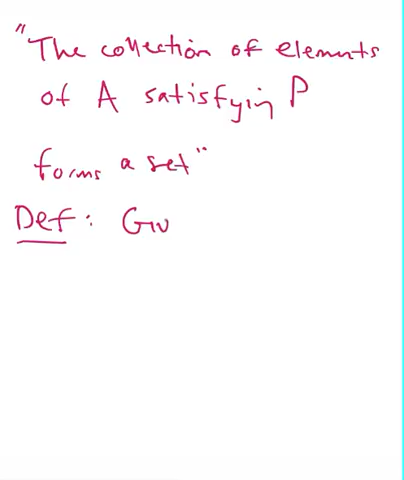 "The collection of elements
of A satisfying P
forms a set"
Def: Giv